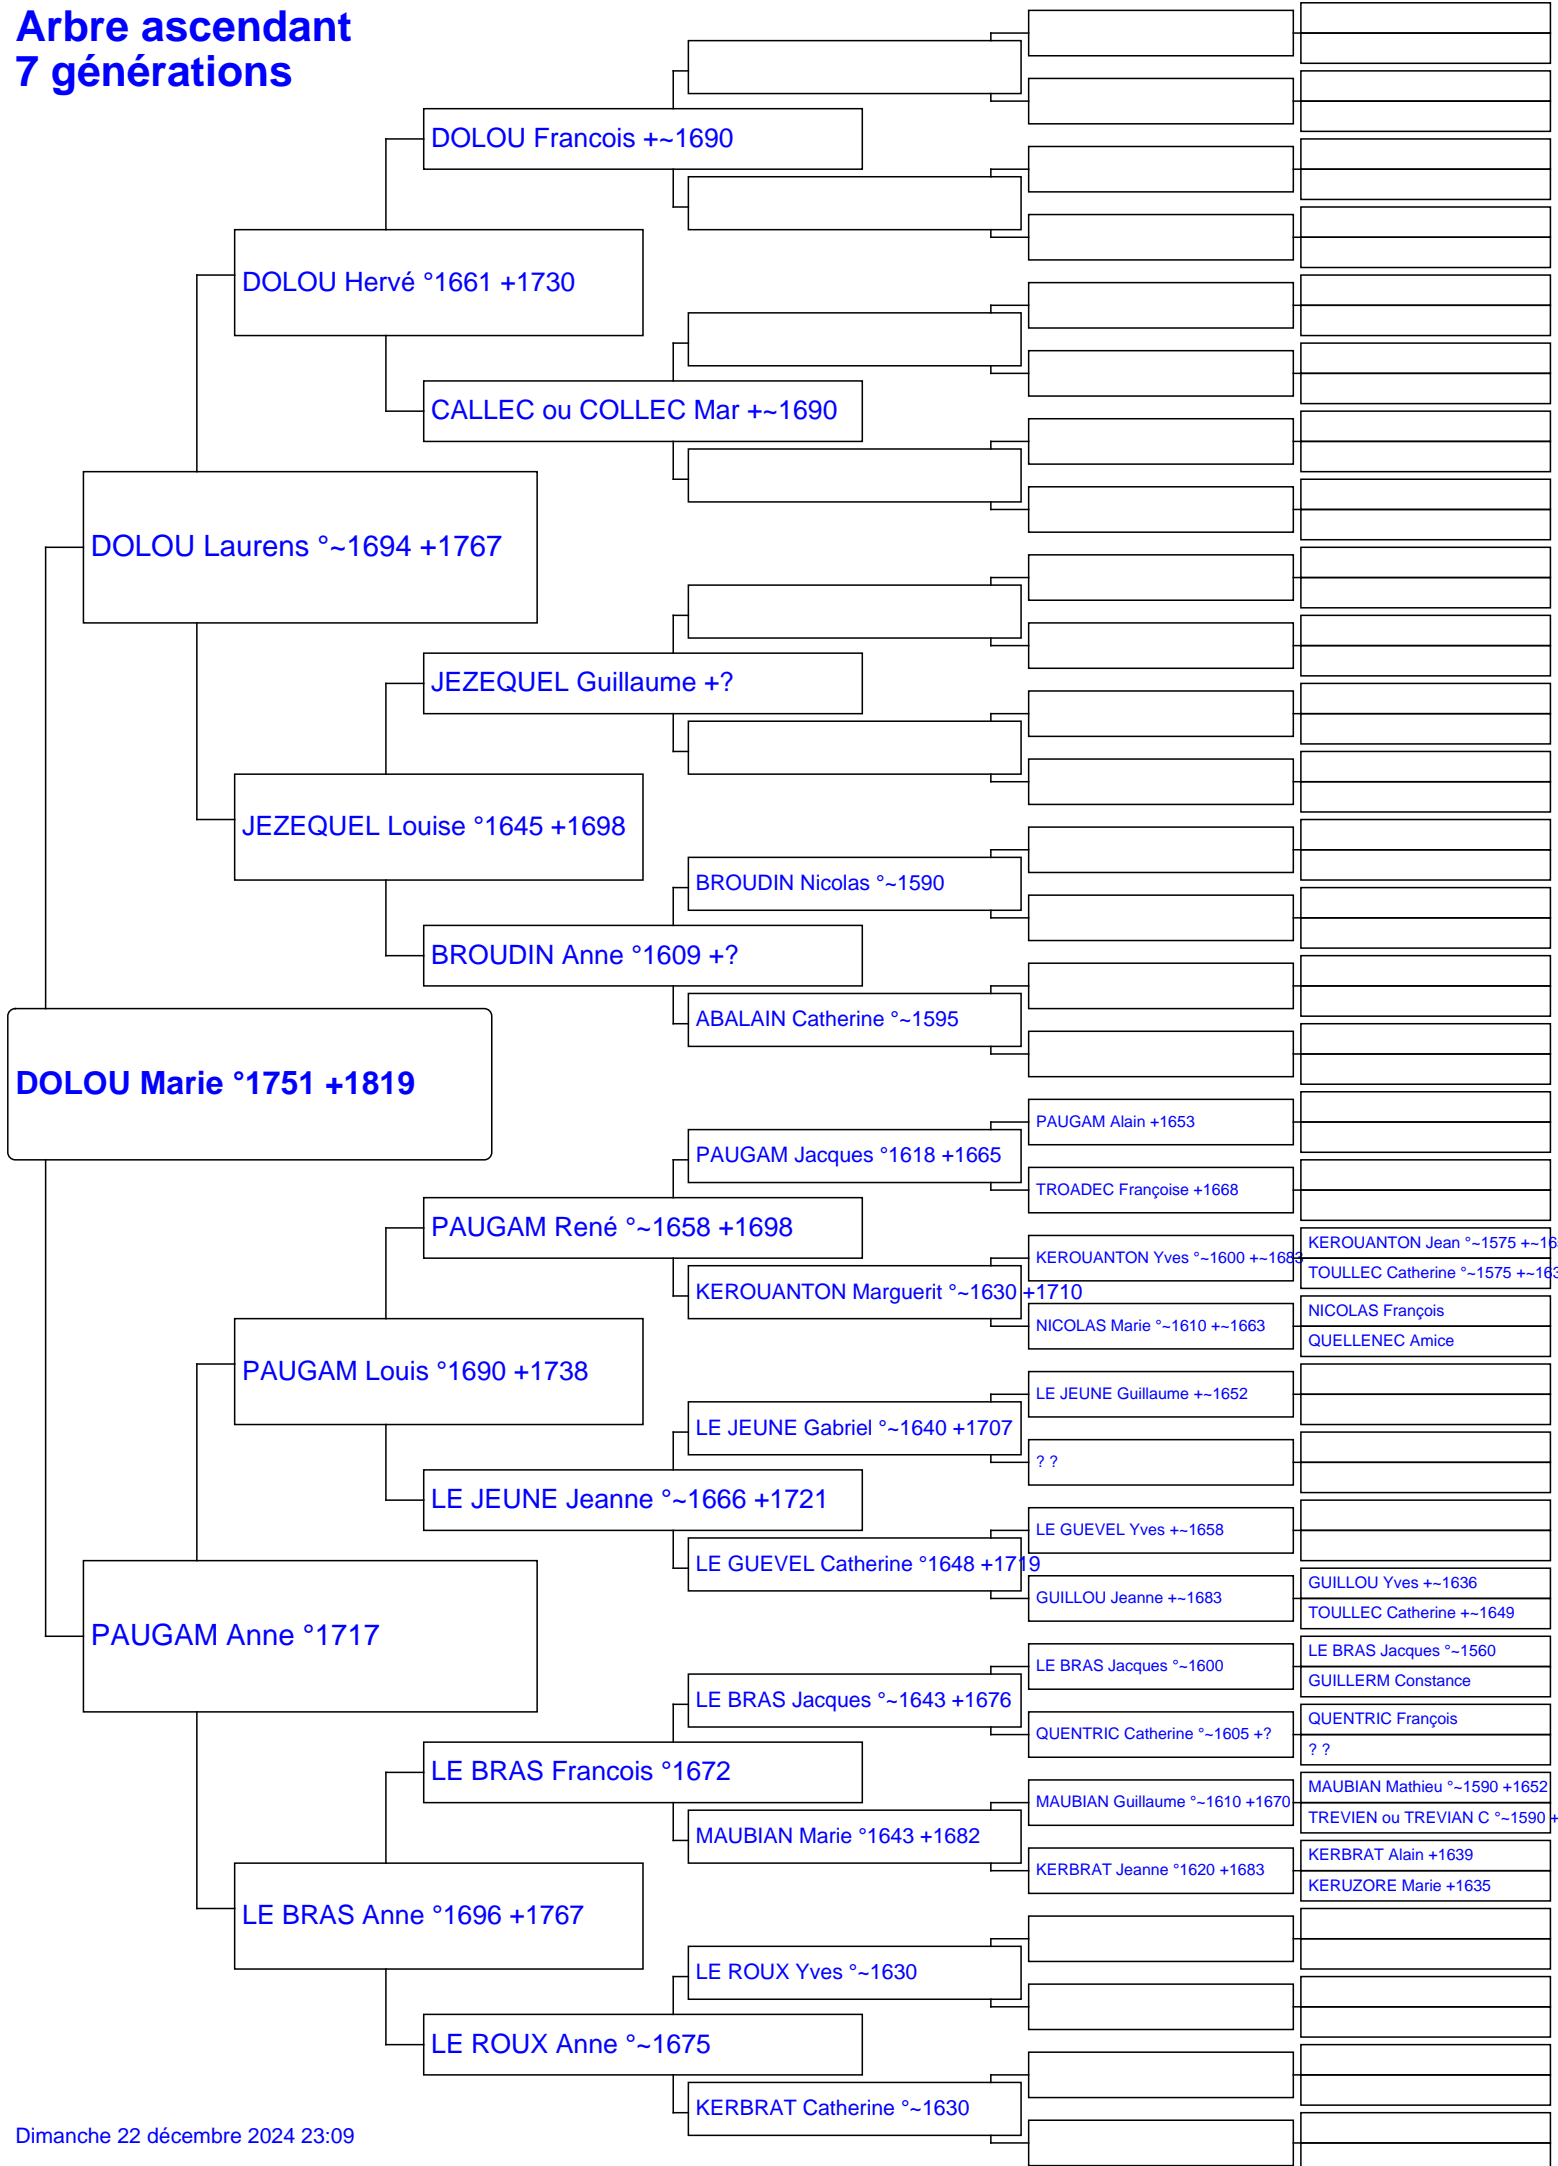 Arbre ascendant
7 générations
DOLOU Francois +~1690
DOLOU Hervé °1661 +1730
CALLEC ou COLLEC Mar +~1690
DOLOU Laurens °~1694 +1767
JEZEQUEL Guillaume +?
JEZEQUEL Louise °1645 +1698
BROUDIN Nicolas °~1590
BROUDIN Anne °1609 +?
ABALAIN Catherine °~1595
DOLOU Marie °1751 +1819
PAUGAM Alain +1653
PAUGAM Jacques °1618 +1665
TROADEC Françoise +1668
PAUGAM René °~1658 +1698
KEROUANTON Jean °~1575 +~16
KEROUANTON Yves °~1600 +~1683
TOULLEC Catherine °~1575 +~163
KEROUANTON Marguerit °~1630 +1710
NICOLAS François
NICOLAS Marie °~1610 +~1663
QUELLENEC Amice
PAUGAM Louis °1690 +1738
LE JEUNE Guillaume +~1652
LE JEUNE Gabriel °~1640 +1707
? ?
LE JEUNE Jeanne °~1666 +1721
LE GUEVEL Yves +~1658
LE GUEVEL Catherine °1648 +1719
GUILLOU Yves +~1636
GUILLOU Jeanne +~1683
TOULLEC Catherine +~1649
PAUGAM Anne °1717
LE BRAS Jacques °~1560
LE BRAS Jacques °~1600
GUILLERM Constance
LE BRAS Jacques °~1643 +1676
QUENTRIC François
QUENTRIC Catherine °~1605 +?
? ?
LE BRAS Francois °1672
MAUBIAN Mathieu °~1590 +1652
MAUBIAN Guillaume °~1610 +1670
TREVIEN ou TREVIAN C °~1590 +
MAUBIAN Marie °1643 +1682
KERBRAT Alain +1639
KERBRAT Jeanne °1620 +1683
KERUZORE Marie +1635
LE BRAS Anne °1696 +1767
LE ROUX Yves °~1630
LE ROUX Anne °~1675
KERBRAT Catherine °~1630
Dimanche 22 décembre 2024 23:09